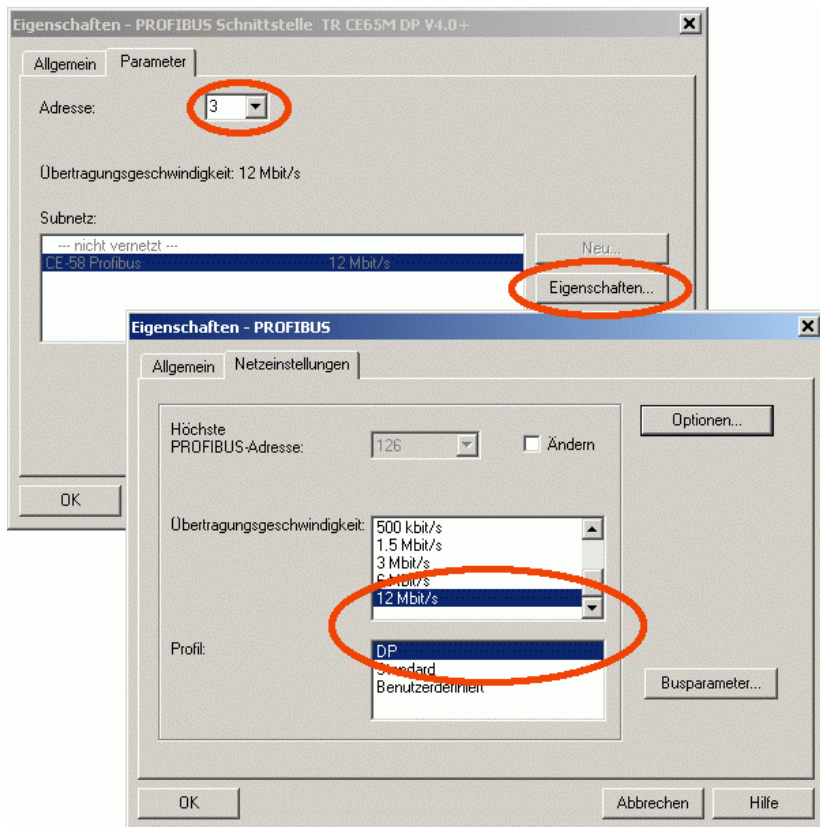 Eigenschaften - PROFIBUS Schnittstelle TR CE65M DP V4.0+
Allgemein Parameter
Adresse: 3
Übertragungsgeschwindigkeit: 12 Mbit/s
Subnetz:
--- nicht vernetzt ---
CE-58 Profibus 12 Mbit/s
Neu...
Eigenschaften...
OK
Eigenschaften - PROFIBUS
Allgemein Netzeinstellungen
Höchste
PROFIBUS-Adresse: 126 Ändern
Optionen...
Übertragungsgeschwindigkeit: 500 kbit/s
1.5 Mbit/s
3 Mbit/s
6 Mbit/s
12 Mbit/s
Profil: DP
Standard
Benutzerdefiniert
Busparameter...
OK Abbrechen Hilfe